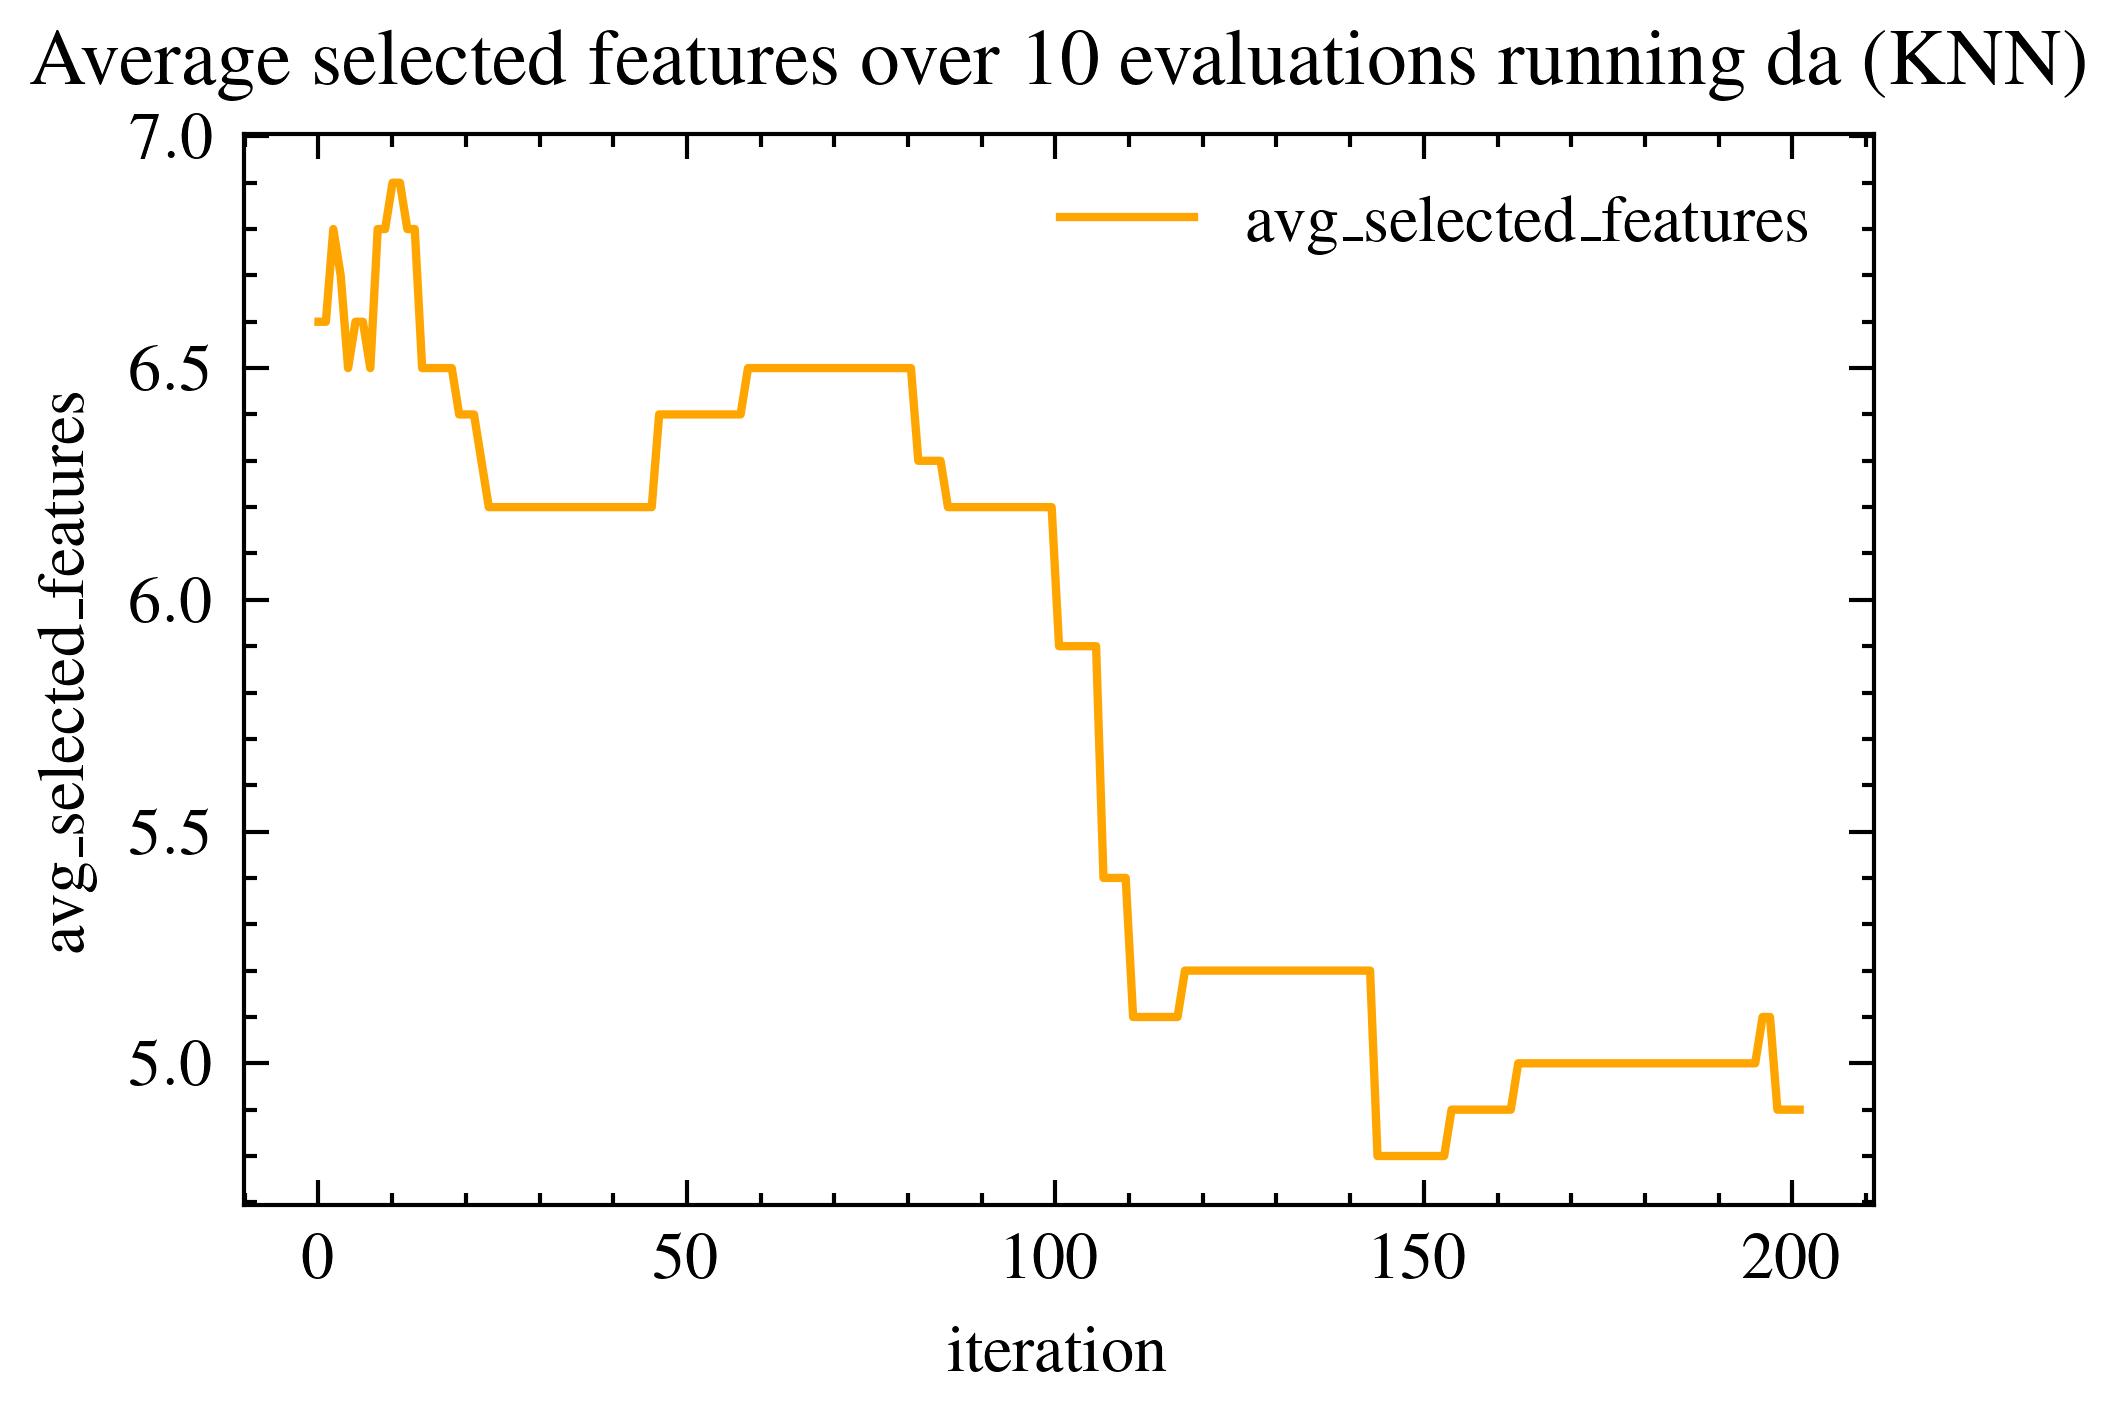 Average selected features over 10 evaluations running da (KNN)
avg_selected_features
7.0
6.5
6.0
5.5
5.0
avg_selected_features
0 50 100 150 200
iteration